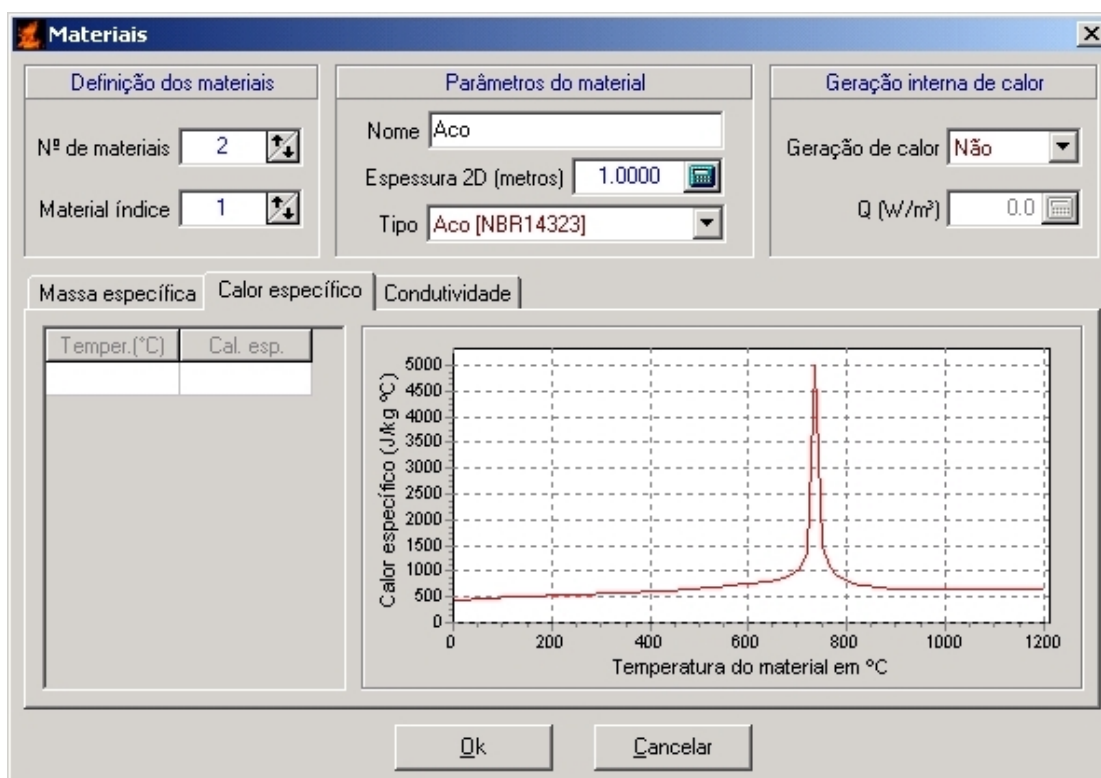 Materiais
Definição dos materiais
Nº de materiais 2
Material índice 1
Parâmetros do material
Nome Aco
Espessura 2D (metros) 1.0000
Tipo Aco [NBR14323]
Geração interna de calor
Geração de calor Não
Q (W/m³) 0.0
Massa específica Calor específico Condutividade
Temper.(°C) Cal. esp.
Calor específico (J/kg ºC)
5000
4500
4000
3500
3000
2500
2000
1500
1000
500
0
0 200 400 600 800 1000 1200
Temperatura do material em ºC
Ok Cancelar